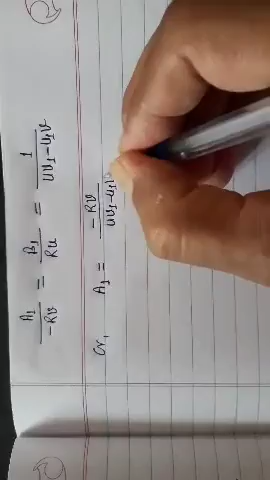 A₁/-Rv = B₁/Ru = 1/uv₁-u₁v
or, A₁ = -Rv/uv₁-u₁v